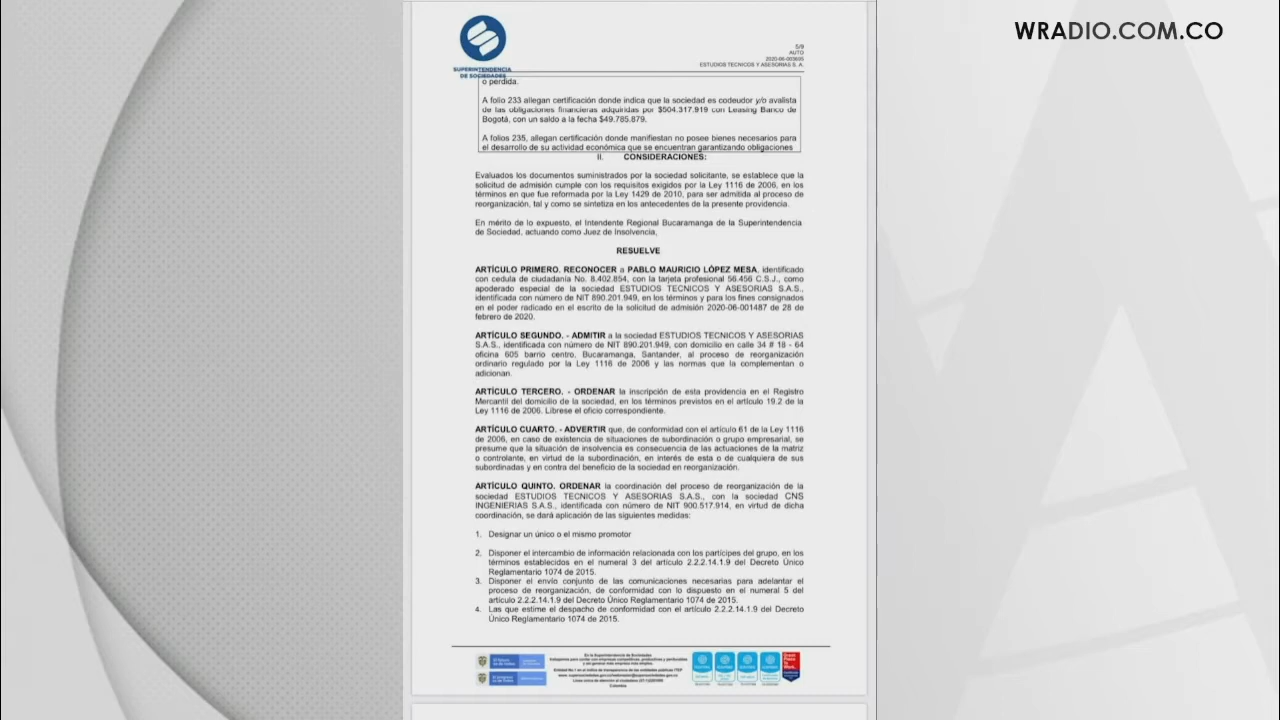 WRADIO.COM.CO
SUPERINTENDENCIA
DE SOCIEDADES
5/9
AUTO
2020-06-003605
ESTUDIOS TECNICOS Y ASESORIAS S. A.
o perdida.
A folio 233 allegan certificación donde indica que la sociedad es codeudor y/o avalista
de las obligaciones financieras adquiridas por $504.317.919 con Leasing Banco de
Bogotá, con un saldo a la fecha $49.785.879.
A folios 235, allegan certificación donde manifiestan no posee bienes necesarios para
el desarrollo de su actividad económica que se encuentran garantizando obligaciones
II. CONSIDERACIONES:
Evaluados los documentos suministrados por la sociedad solicitante, se establece que la
solicitud de admisión cumple con los requisitos exigidos por la Ley 1116 de 2006, en los
términos en que fue reformada por la Ley 1429 de 2010, para ser admitida al proceso de
reorganización, tal y como se sintetiza en los antecedentes de la presente providencia.
En mérito de lo expuesto, el Intendente Regional Bucaramanga de la Superintendencia
de Sociedad, actuando como Juez de Insolvencia,
RESUELVE
ARTÍCULO PRIMERO. RECONOCER a PABLO MAURICIO LÓPEZ MESA, identificado
con cedula de ciudadanía No. 8.402.854, con la tarjeta profesional 56.456 C.S.J., como
apoderado especial de la sociedad ESTUDIOS TECNICOS Y ASESORIAS S.A.S.,
identificada con número de NIT 890.201.949, en los términos y para los fines consignados
en el poder radicado en el escrito de la solicitud de admisión 2020-06-001487 de 28 de
febrero de 2020.
ARTÍCULO SEGUNDO. - ADMITIR a la sociedad ESTUDIOS TECNICOS Y ASESORIAS
S.A.S., identificada con número de NIT 890.201.949, con domicilio en calle 34 # 18 - 64
oficina 605 barrio centro, Bucaramanga, Santander, al proceso de reorganización
ordinario regulado por la Ley 1116 de 2006 y las normas que la complementan o
adicionan.
ARTÍCULO TERCERO. - ORDENAR la inscripción de esta providencia en el Registro
Mercantil del domicilio de la sociedad, en los términos previstos en el artículo 19.2 de la
Ley 1116 de 2006. Líbrese el oficio correspondiente.
ARTÍCULO CUARTO. - ADVERTIR que, de conformidad con el artículo 61 de la Ley 1116
de 2006, en caso de existencia de situaciones de subordinación o grupo empresarial, se
presume que la situación de insolvencia es consecuencia de las actuaciones de la matriz
o controlante, en virtud de la subordinación, en interés de esta o de cualquiera de sus
subordinadas y en contra del beneficio de la sociedad en reorganización.
ARTÍCULO QUINTO. ORDENAR la coordinación del proceso de reorganización de la
sociedad ESTUDIOS TECNICOS Y ASESORIAS S.A.S., con la sociedad CNS
INGENIERIAS S.A.S., identificada con número de NIT 900.517.914, en virtud de dicha
coordinación, se dará aplicación de las siguientes medidas:
1. Designar un único o el mismo promotor
2. Disponer el intercambio de información relacionada con los partícipes del grupo, en los
términos establecidos en el numeral 3 del artículo 2.2.2.14.1.9 del Decreto Único
Reglamentario 1074 de 2015.
3. Disponer el envío conjunto de las comunicaciones necesarias para adelantar el
proceso de reorganización, de conformidad con lo dispuesto en el numeral 5 del
artículo 2.2.2.14.1.9 del Decreto Único Reglamentario 1074 de 2015.
4. Las que estime el despacho de conformidad con el artículo 2.2.2.14.1.9 del Decreto
Único Reglamentario 1074 de 2015.
En la Superintendencia de Sociedades
Colombia